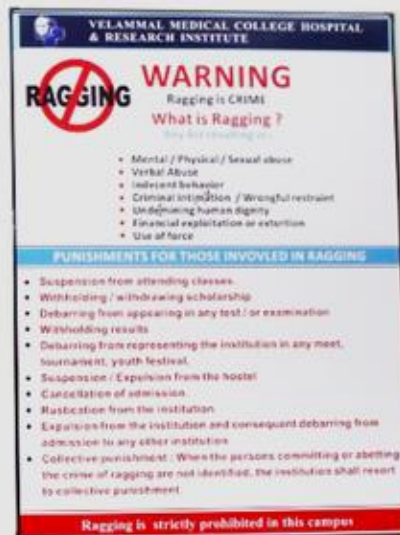 VELAMMAL MEDICAL COLLEGE HOSPITAL
& RESEARCH INSTITUTE
RAGGING
WARNING
Ragging is CRIME
What is Ragging ?
Any Act resulting in :
• Mental / Physical / Sexual abuse
• Verbal Abuse
• Indecent behavior
• Criminal intimation / Wrongful restraint
• Undemining human dignity
• Financial exploitation or extortion
• Use of force
PUNISHMENTS FOR THOSE INVOVLED IN RAGGING
• Suspension from attending classes.
• Withholding / withdrawing scholarship
• Debarring from appearing in any test / or examination
• Withholding results
• Debarring from representing the institution in any meet,
tournament, youth festival.
• Suspension / Expulsion from the hostel
• Cancellation of admission
• Rustication from the institution
• Expulsion from the institution and consequent debarring from
admission to any other institution
• Collective punishment : When the persons committing or abetting
the crime of ragging are not identified, the institution shall resort
to collective punishment
Ragging is strictly prohibited in this campus